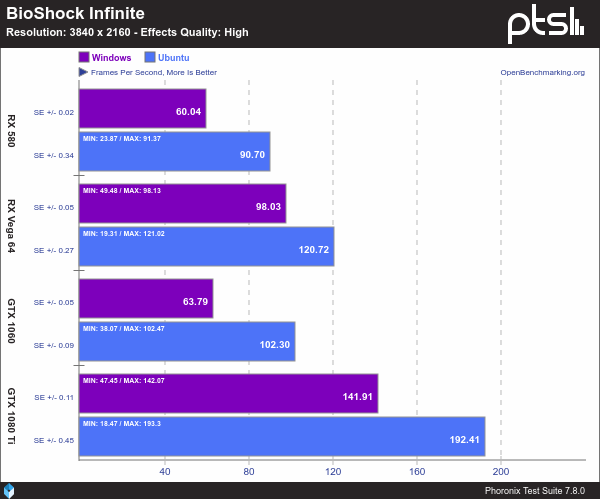 BioShock Infinite
Resolution: 3840 x 2160 - Effects Quality: High
ptsl
Windows Ubuntu
Frames Per Second, More Is Better OpenBenchmarking.org
RX 580
SE +/- 0.02 60.04
MIN: 23.87 / MAX: 91.37
SE +/- 0.34 90.70
RX Vega 64
MIN: 49.48 / MAX: 98.13
SE +/- 0.05 98.03
MIN: 19.31 / MAX: 121.02
SE +/- 0.27 120.72
GTX 1060
SE +/- 0.05 63.79
MIN: 38.07 / MAX: 102.47
SE +/- 0.09 102.30
GTX 1080 Ti
MIN: 47.45 / MAX: 142.07
SE +/- 0.11 141.91
MIN: 18.47 / MAX: 193.3
SE +/- 0.45 192.41
40 80 120 160 200
Phoronix Test Suite 7.8.0